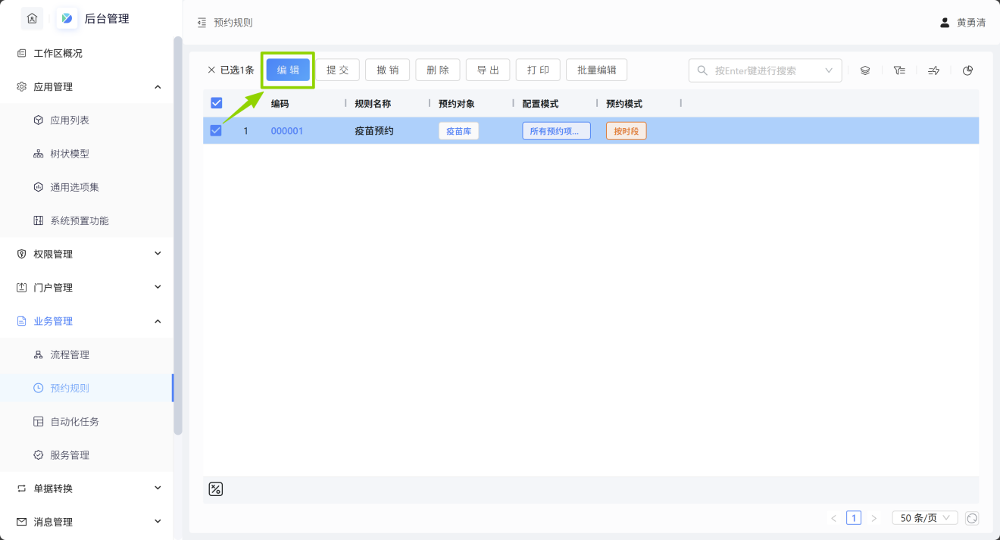 后台管理
工作区概况
应用管理
应用列表
树状模型
通用选项集
系统预置功能
权限管理
门户管理
业务管理
流程管理
预约规则
自动化任务
服务管理
单据转换
消息管理
预约规则
黄勇清
已选1条 编 辑 提 交 撤 销 删 除 导 出 打 印 批量编辑 按Enter键进行搜索
编码 规则名称 预约对象 配置模式 预约模式
1 000001 疫苗预约 疫苗库 所有预约项... 按时段
1 50 条/页